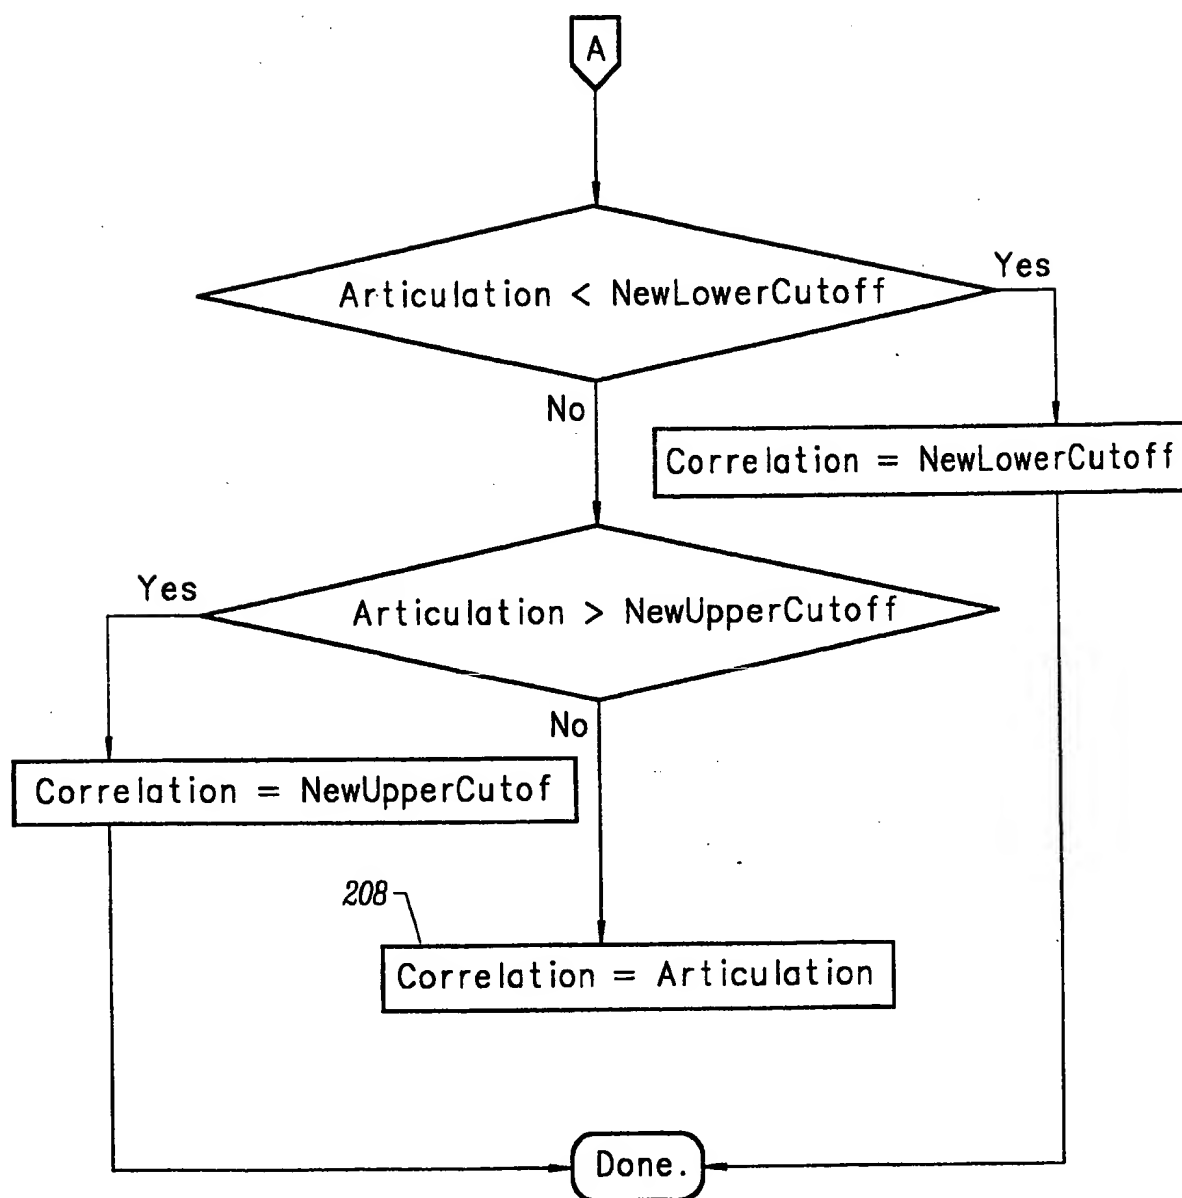 A
Articulation < NewLowerCutoff
Yes
No
Correlation = NewLowerCutoff
Articulation > NewUpperCutoff
Yes
No
Correlation = NewUpperCutof
208
Correlation = Articulation
Done.